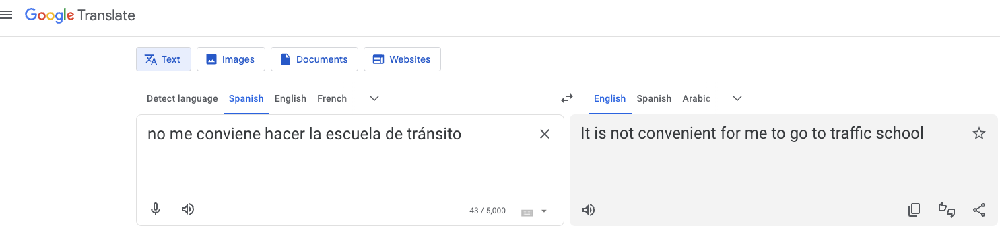 Google Translate
Text Images Documents Websites
Detect language Spanish English French English Spanish Arabic
no me conviene hacer la escuela de tránsito
It is not convenient for me to go to traffic school
43 / 5,000